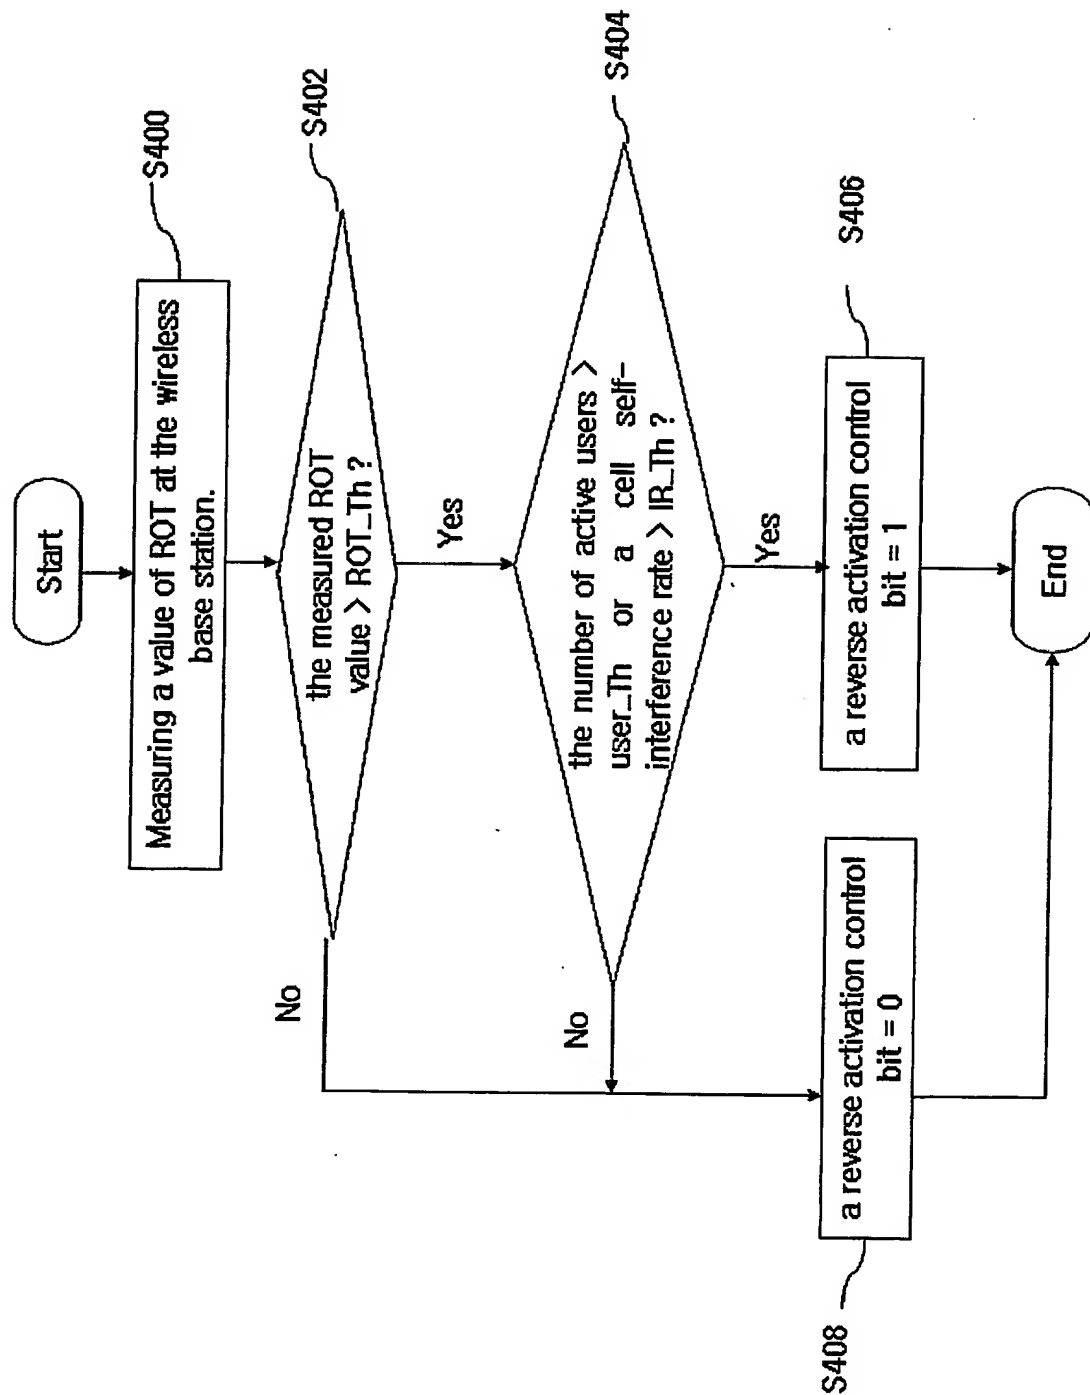 Start
Measuring a value of ROT at the wireless
base station.
S400
the measured ROT
value > ROT_Th ?
S402
Yes
No
the number of active users >
user_Th or a cell self-
interference rate > IR_Th ?
S404
Yes
No
a reverse activation control
bit = 1
S406
a reverse activation control
bit = 0
S408
End